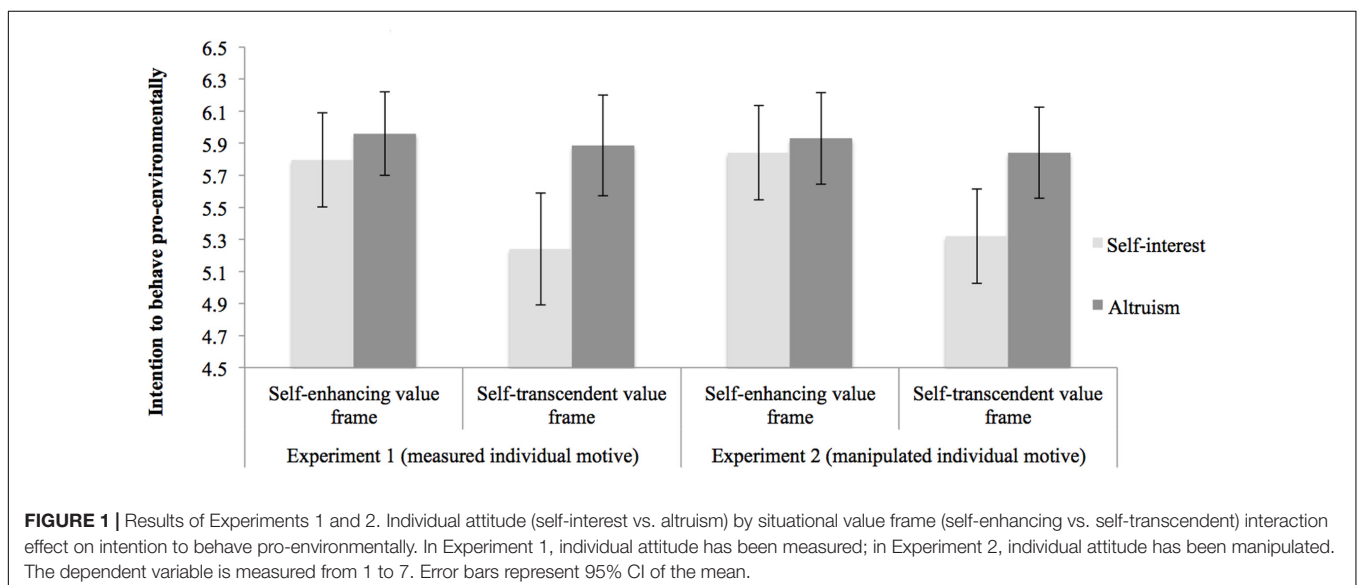 Intention to behave pro-environmentally
6.5
6.3
6.1
5.9
5.7
5.5
5.3
5.1
4.9
4.7
4.5
Self-interest
Altruism
Self-enhancing value
frame
Self-transcendent value
frame
Self-enhancing value
frame
Self-transcendent value
frame
Experiment 1 (measured individual motive)
Experiment 2 (manipulated individual motive)
FIGURE 1 | Results of Experiments 1 and 2. Individual attitude (self-interest vs. altruism) by situational value frame (self-enhancing vs. self-transcendent) interaction
effect on intention to behave pro-environmentally. In Experiment 1, individual attitude has been measured; in Experiment 2, individual attitude has been manipulated.
The dependent variable is measured from 1 to 7. Error bars represent 95% CI of the mean.